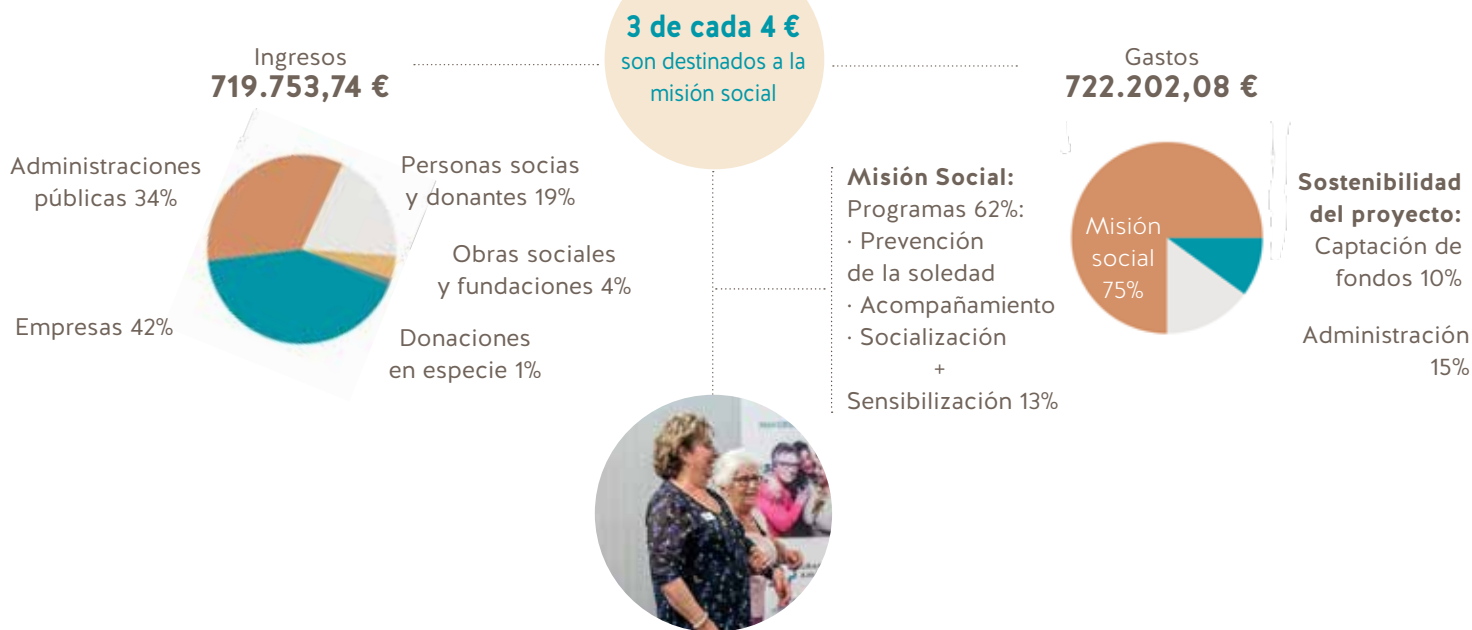 3 de cada 4 €
son destinados a la
misión social
Ingresos
719.753,74 €
Administraciones
públicas 34%
Personas socias
y donantes 19%
Obras sociales
y fundaciones 4%
Empresas 42%
Donaciones
en especie 1%
Misión Social:
Programas 62%:
· Prevención
de la soledad
· Acompañamiento
· Socialización
+
Sensibilización 13%
Gastos
722.202,08 €
Misión
social
75%
Sostenibilidad
del proyecto:
Captación de
fondos 10%
Administración
15%